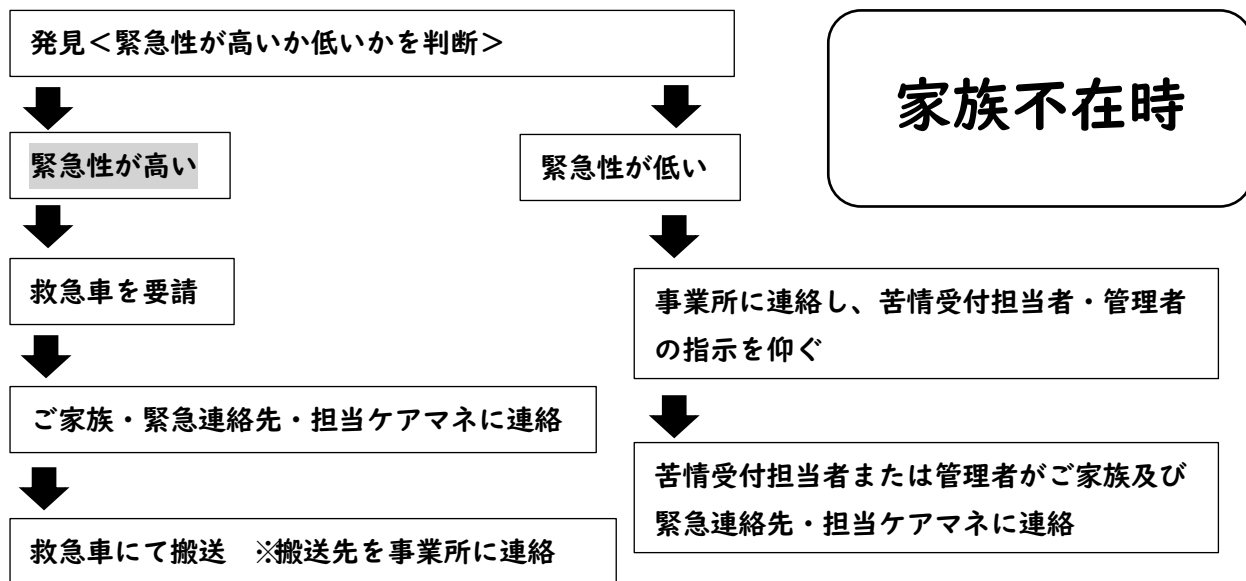 発見＜緊急性が高いか低いかを判断＞
家族不在時
緊急性が高い
緊急性が低い
救急車を要請
事業所に連絡し、苦情受付担当者・管理者
の指示を仰ぐ
ご家族・緊急連絡先・担当ケアマネに連絡
苦情受付担当者または管理者がご家族及び
緊急連絡先・担当ケアマネに連絡
救急車にて搬送　※搬送先を事業所に連絡